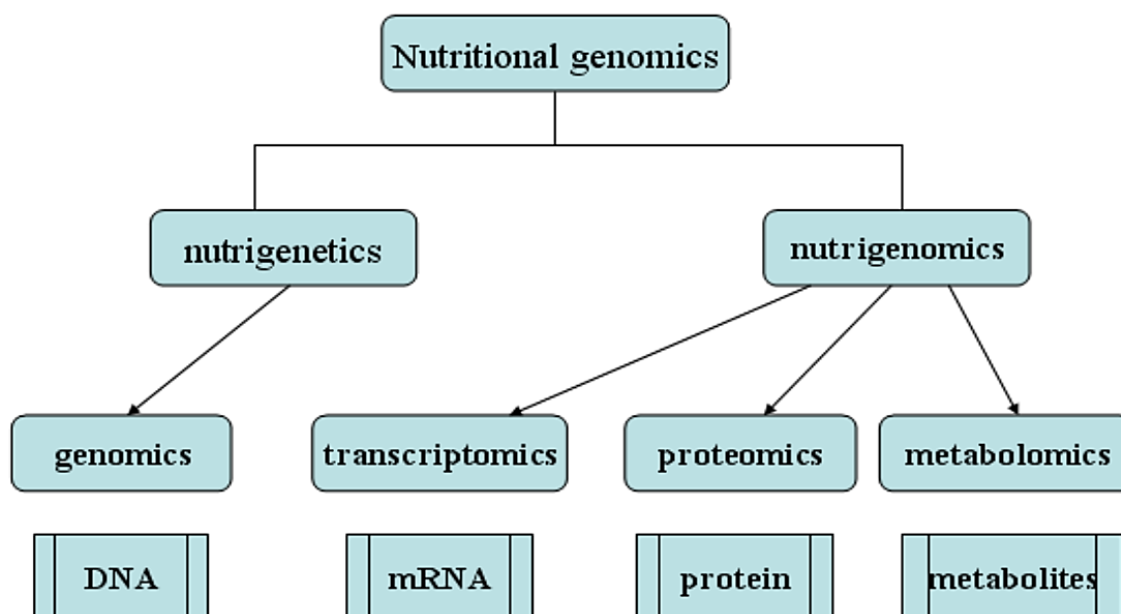 Nutritional genomics
nutrigenetics
nutrigenomics
genomics
transcriptomics
proteomics
metabolomics
DNA
mRNA
protein
metabolites